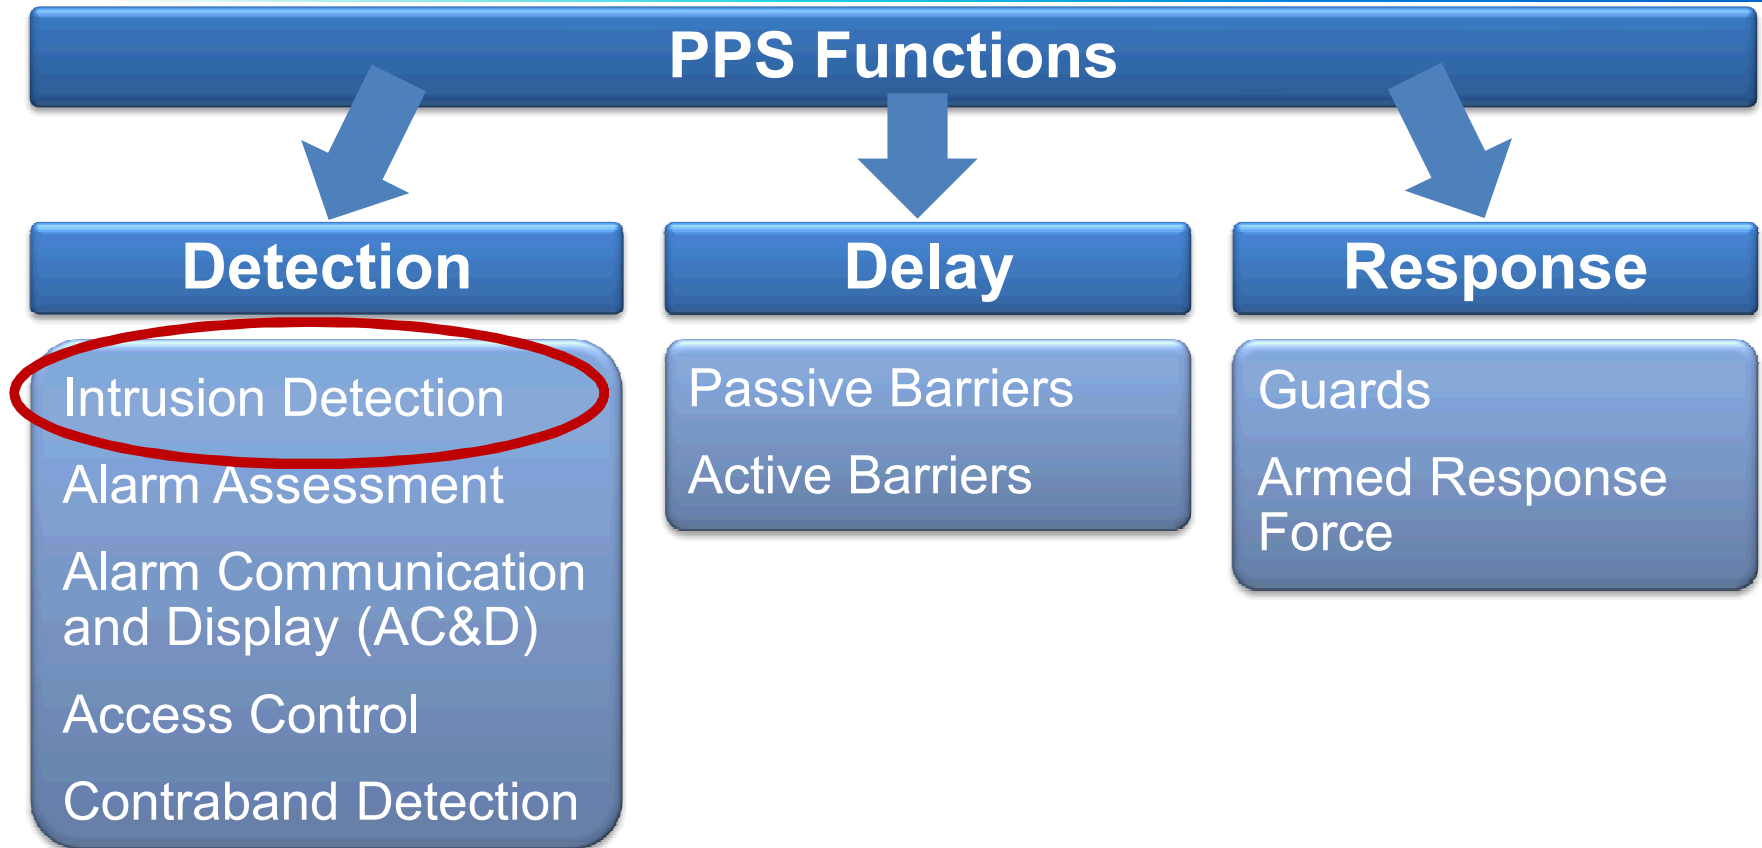 PPS Functions
Detection
Intrusion Detection
Alarm Assessment
Alarm Communication
and Display (AC&D)
Access Control
Contraband Detection
Delay
Passive Barriers
Active Barriers
Response
Guards
Armed Response
Force